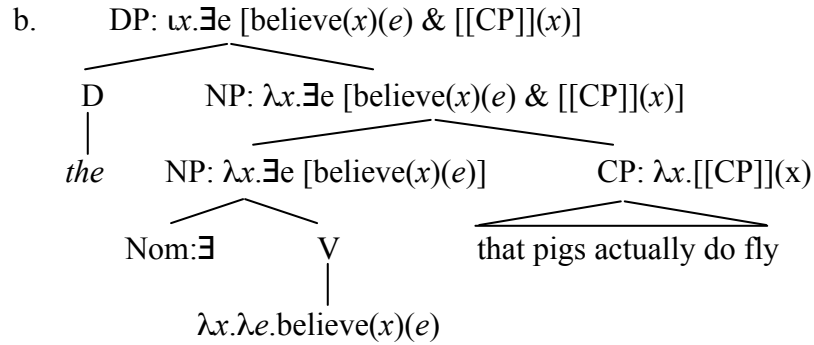 b. DP: ιx.∃e [believe(x)(e) & [[CP]](x)]
D NP: λx.∃e [believe(x)(e) & [[CP]](x)]
the NP: λx.∃e [believe(x)(e)] CP: λx.[[CP]](x)
Nom:∃ V that pigs actually do fly
λx.λe.believe(x)(e)